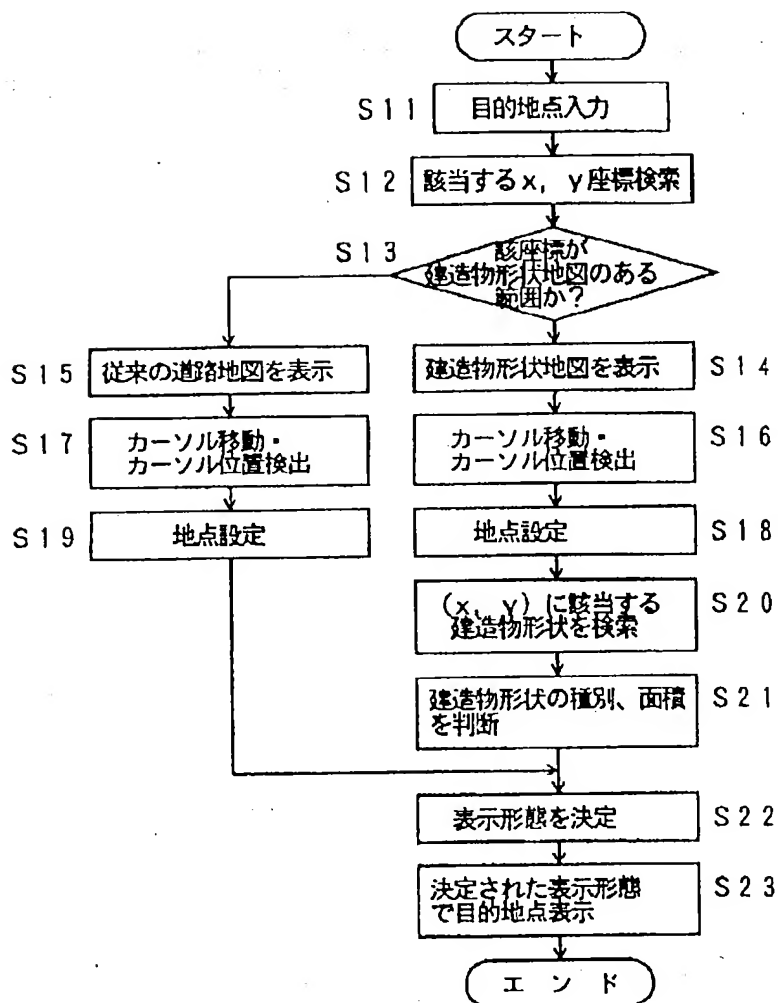 スタート
S11
目的地点入力
S12
該当するx，y座標検索
S13
該座標が
建造物形状地図のある
範囲か？
S15
従来の道路地図を表示
建造物形状地図を表示
S14
S17
カーソル移動・
カーソル位置検出
カーソル移動・
カーソル位置検出
S16
S19
地点設定
地点設定
S18
(x，y)に該当する
建造物形状を検索
S20
建造物形状の種別、面積
を判断
S21
表示形態を決定
S22
決定された表示形態
で目的地点表示
S23
エンド